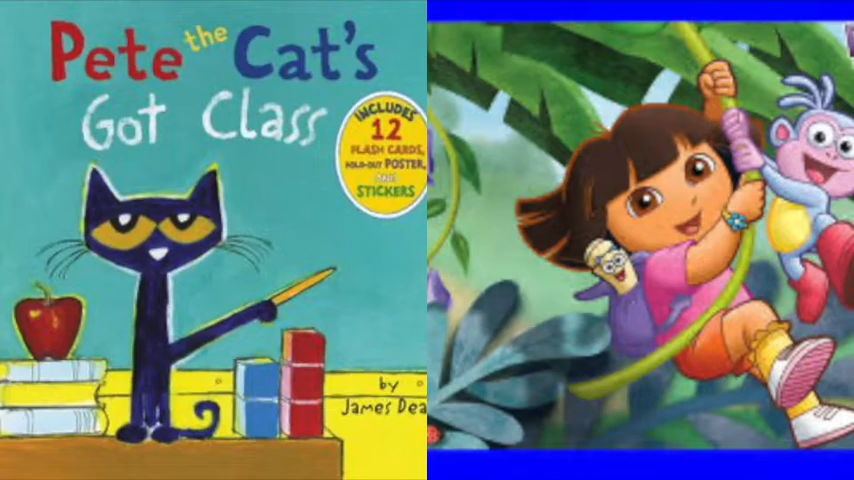 Pete the Cat's
Got Class
INCLUDES
12
FLASH CARDS,
FOLD-OUT POSTER,
AND
STICKERS
by
James Dea